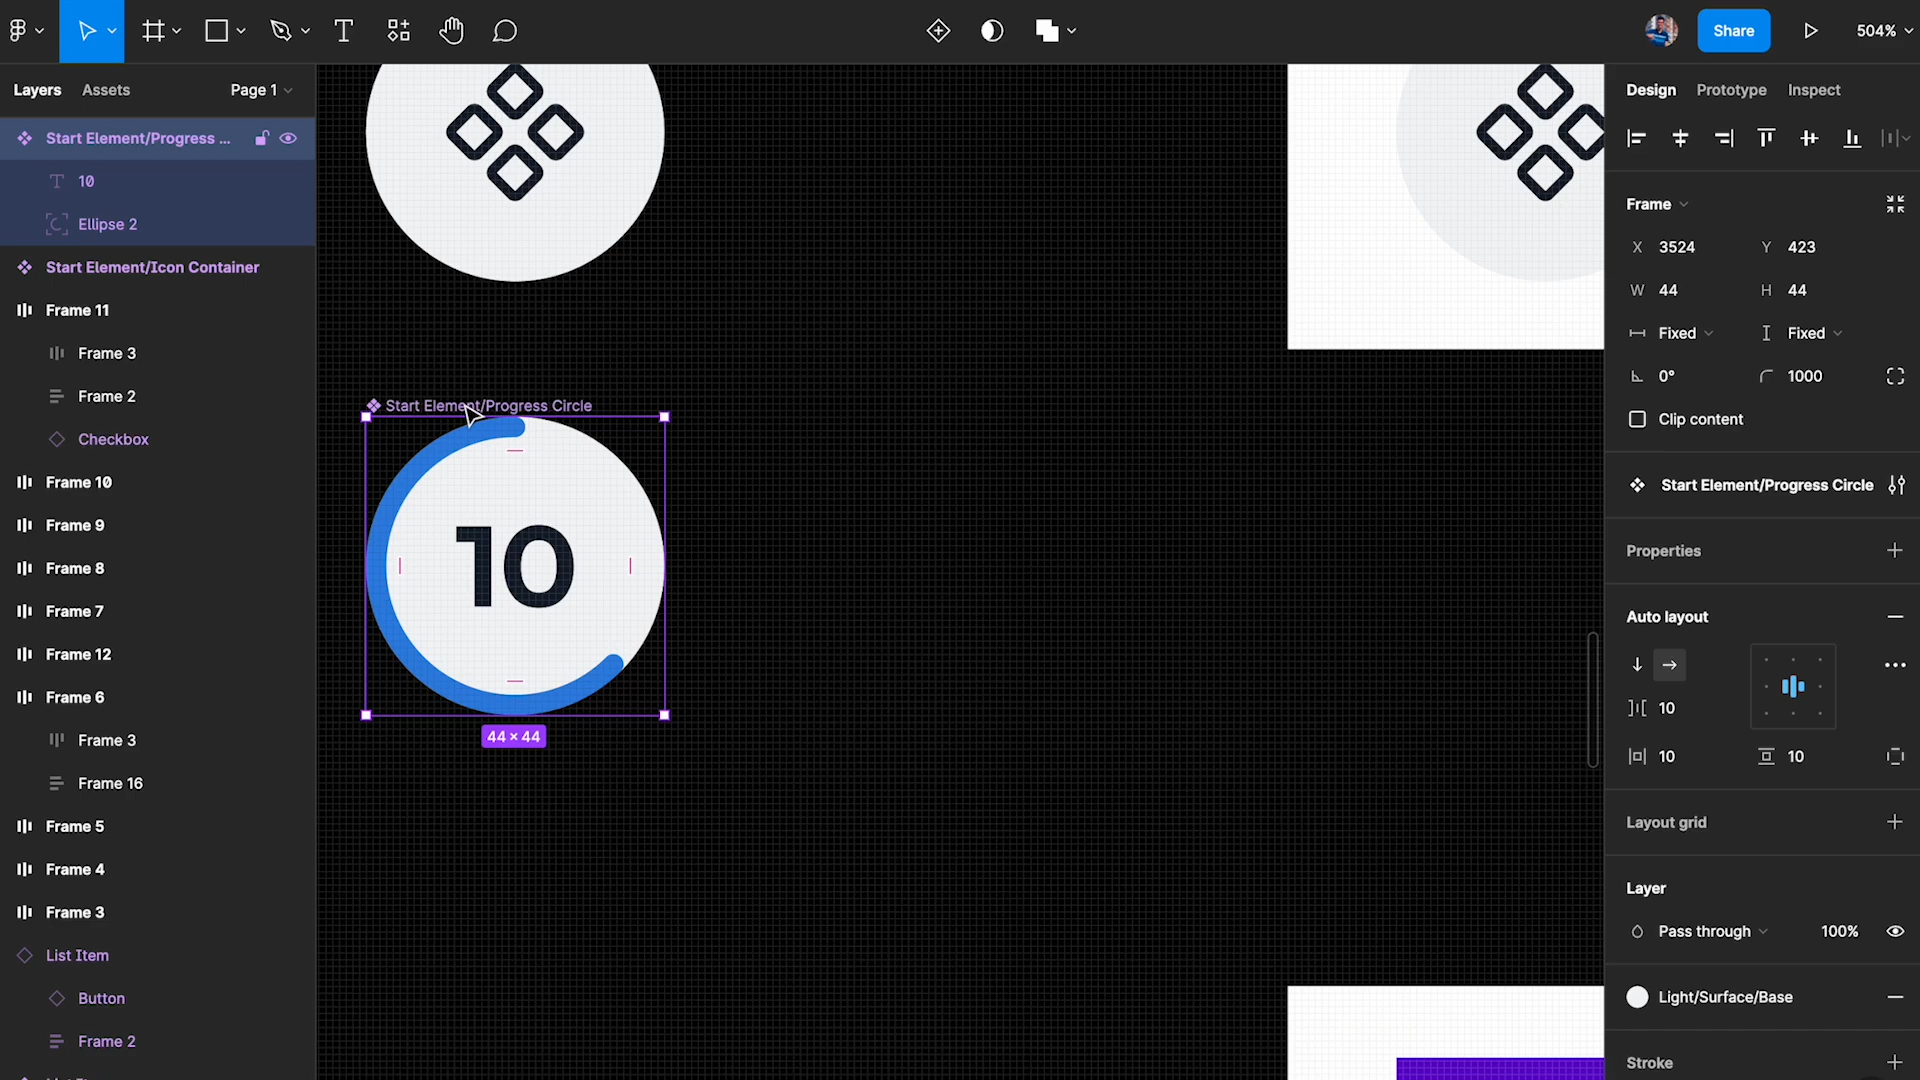 Share
504%
Layers Assets Page 1
Start Element/Progress ...
10
Ellipse 2
Start Element/Icon Container
Frame 11
Frame 3
Frame 2
Checkbox
Frame 10
Frame 9
Frame 8
Frame 7
Frame 12
Frame 6
Frame 3
Frame 16
Frame 5
Frame 4
Frame 3
List Item
Button
Frame 2
Start Element/Progress Circle
10
44 × 44
Design Prototype Inspect
Frame
X 3524 Y 423
W 44 H 44
Fixed Fixed
0° 1000
Clip content
Start Element/Progress Circle
Properties
Auto layout
10
10 10
Layout grid
Layer
Pass through 100%
Light/Surface/Base
Stroke